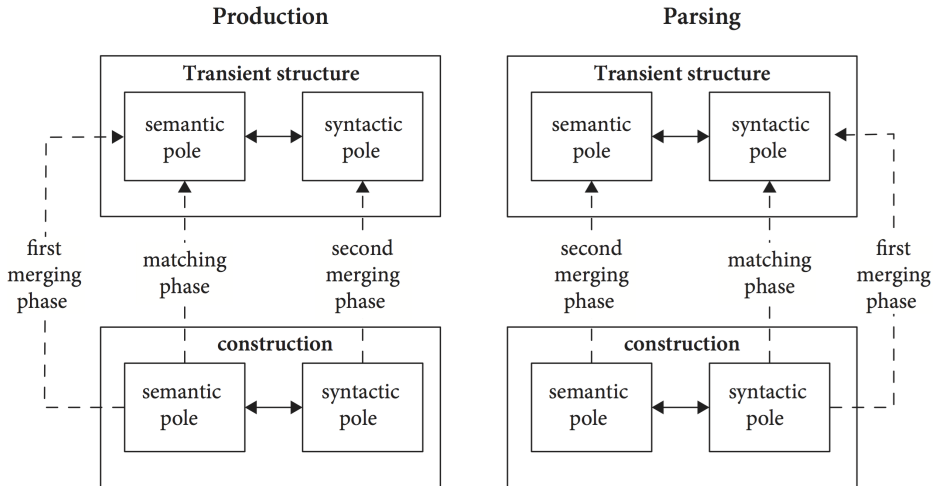 Production
Transient structure
semantic
pole
syntactic
pole
first
merging
phase
matching
phase
second
merging
phase
construction
semantic
pole
syntactic
pole
Parsing
Transient structure
semantic
pole
syntactic
pole
second
merging
phase
matching
phase
first
merging
phase
construction
semantic
pole
syntactic
pole